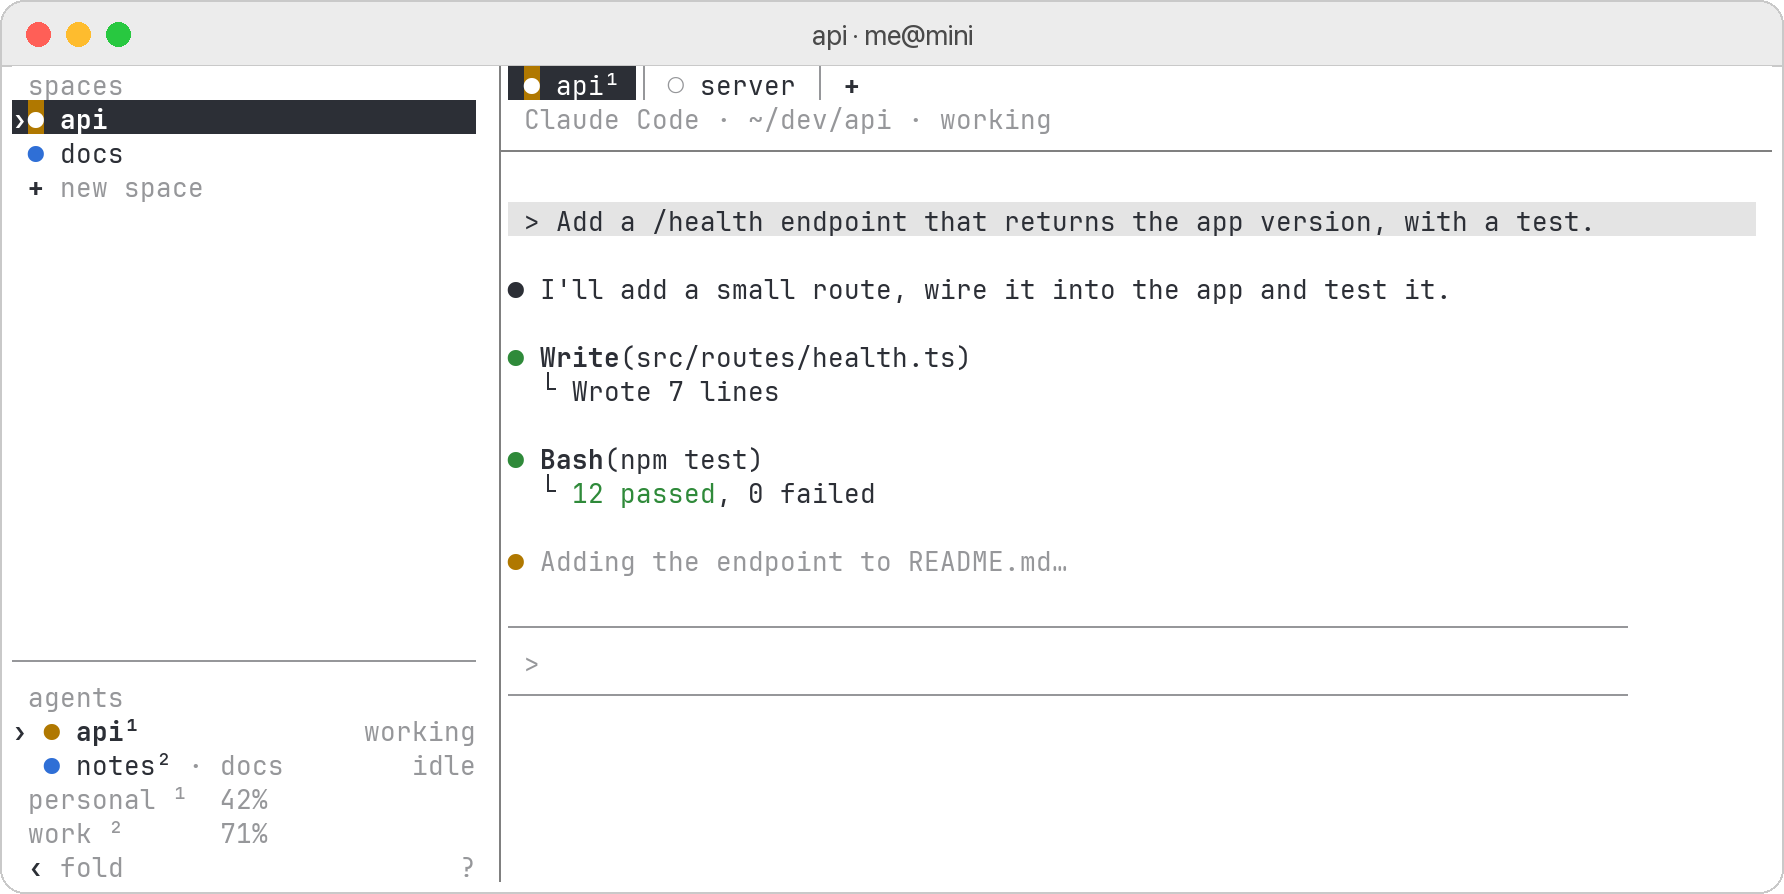 api · me@mini
spaces
❯● api
● docs
+ new space
agents
❯ ● api¹ working
● notes² · docs idle
personal ¹ 42%
work ² 71%
‹ fold ?
● api¹ │ ○ server │ +
Claude Code · ~/dev/api · working
> Add a /health endpoint that returns the app version, with a test.
● I'll add a small route, wire it into the app and test it.
● Write(src/routes/health.ts)
└ Wrote 7 lines
● Bash(npm test)
└ 12 passed, 0 failed
● Adding the endpoint to README.md…
>